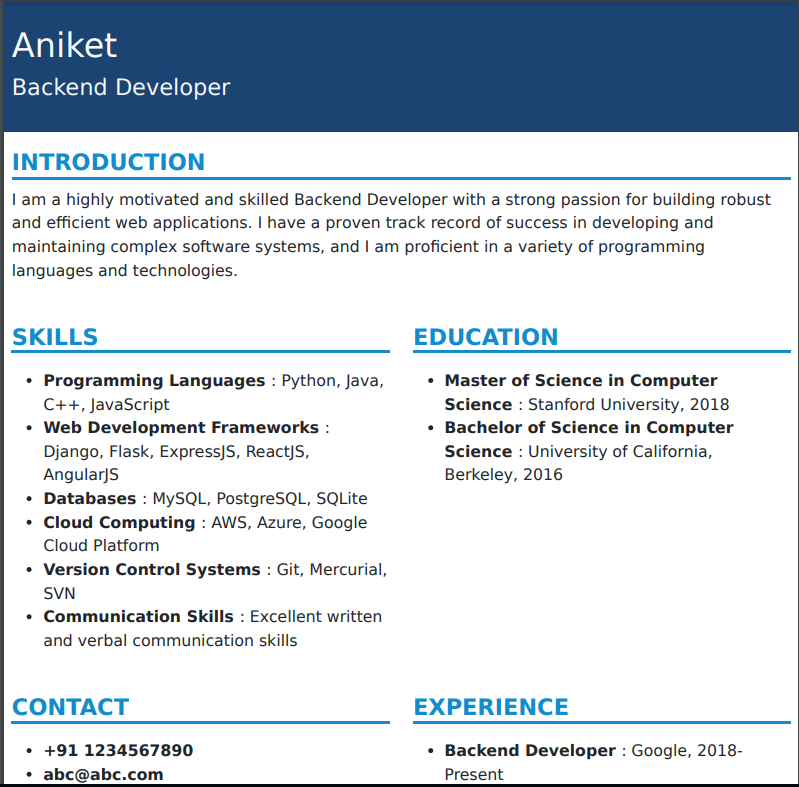 Aniket
Backend Developer
INTRODUCTION
I am a highly motivated and skilled Backend Developer with a strong passion for building robust
and efficient web applications. I have a proven track record of success in developing and
maintaining complex software systems, and I am proficient in a variety of programming
languages and technologies.
SKILLS
• Programming Languages : Python, Java,
C++, JavaScript
• Web Development Frameworks :
Django, Flask, ExpressJS, ReactJS,
AngularJS
• Databases : MySQL, PostgreSQL, SQLite
• Cloud Computing : AWS, Azure, Google
Cloud Platform
• Version Control Systems : Git, Mercurial,
SVN
• Communication Skills : Excellent written
and verbal communication skills
EDUCATION
• Master of Science in Computer
Science : Stanford University, 2018
• Bachelor of Science in Computer
Science : University of California,
Berkeley, 2016
CONTACT
• +91 1234567890
• abc@abc.com
EXPERIENCE
• Backend Developer : Google, 2018-
Present